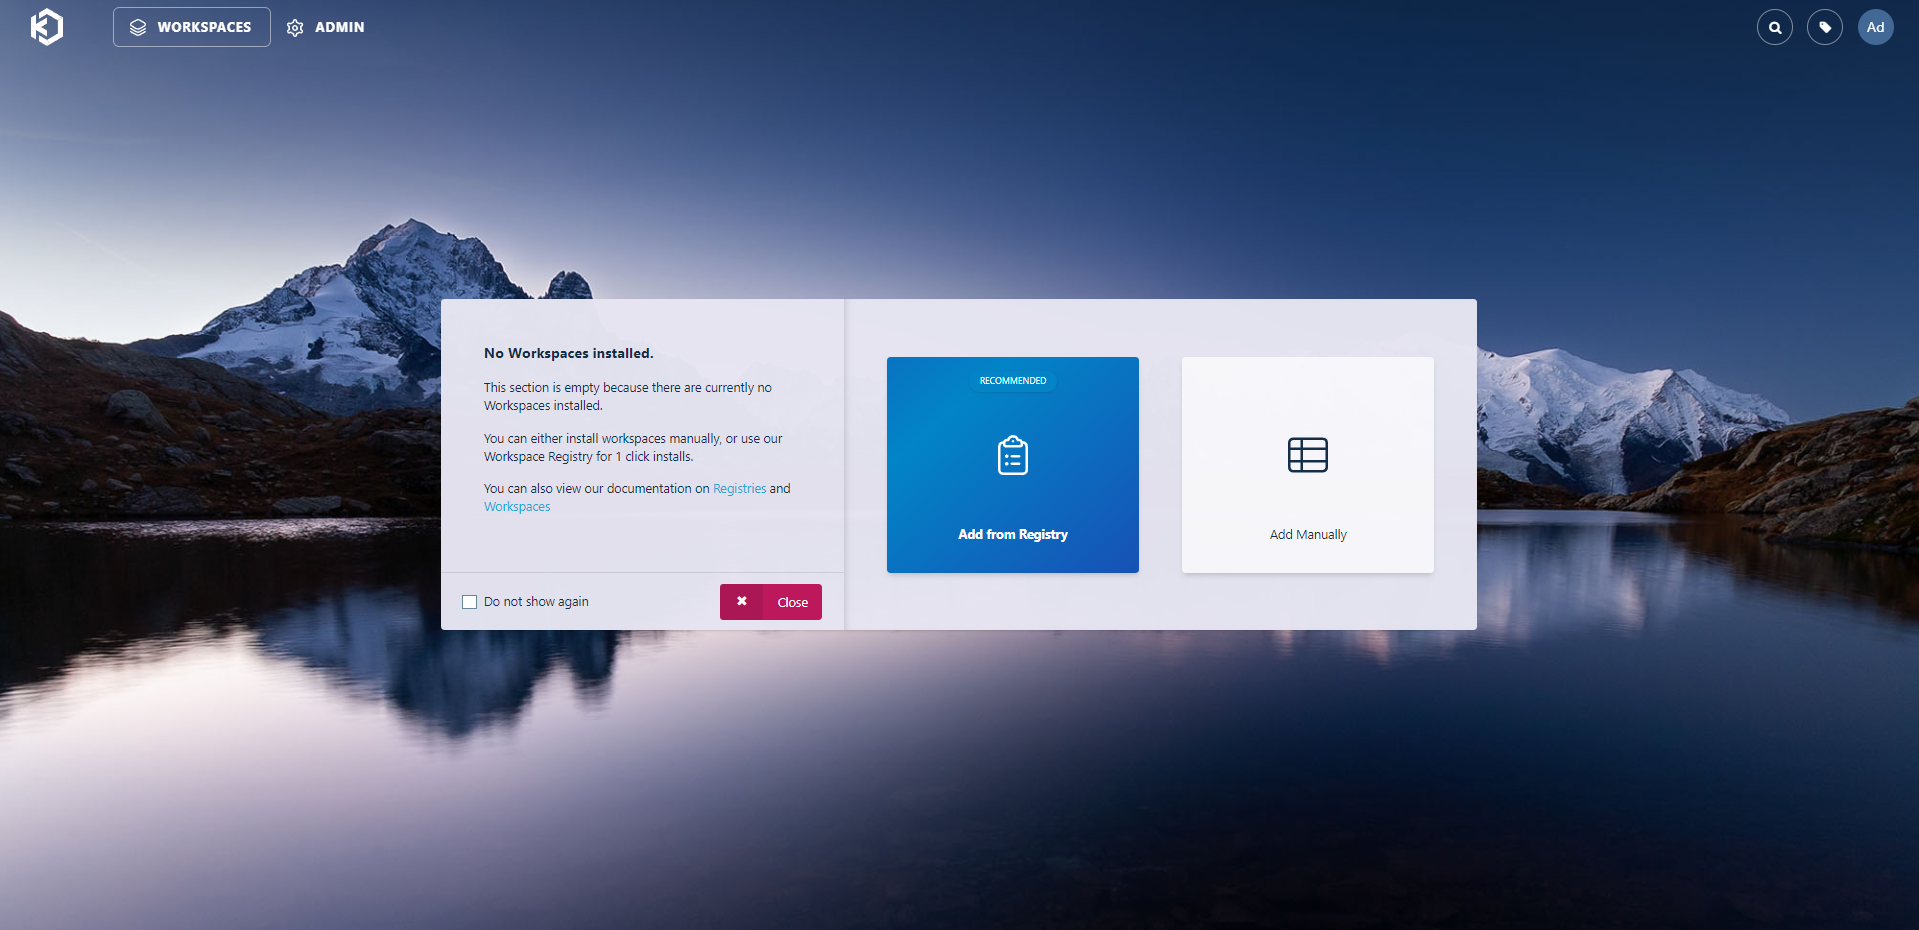 WORKSPACES
ADMIN
Ad
No Workspaces installed.
This section is empty because there are currently no
Workspaces installed.
You can either install workspaces manually, or use our
Workspace Registry for 1 click installs.
You can also view our documentation on Registries and
Workspaces
Do not show again
Close
RECOMMENDED
Add from Registry
Add Manually